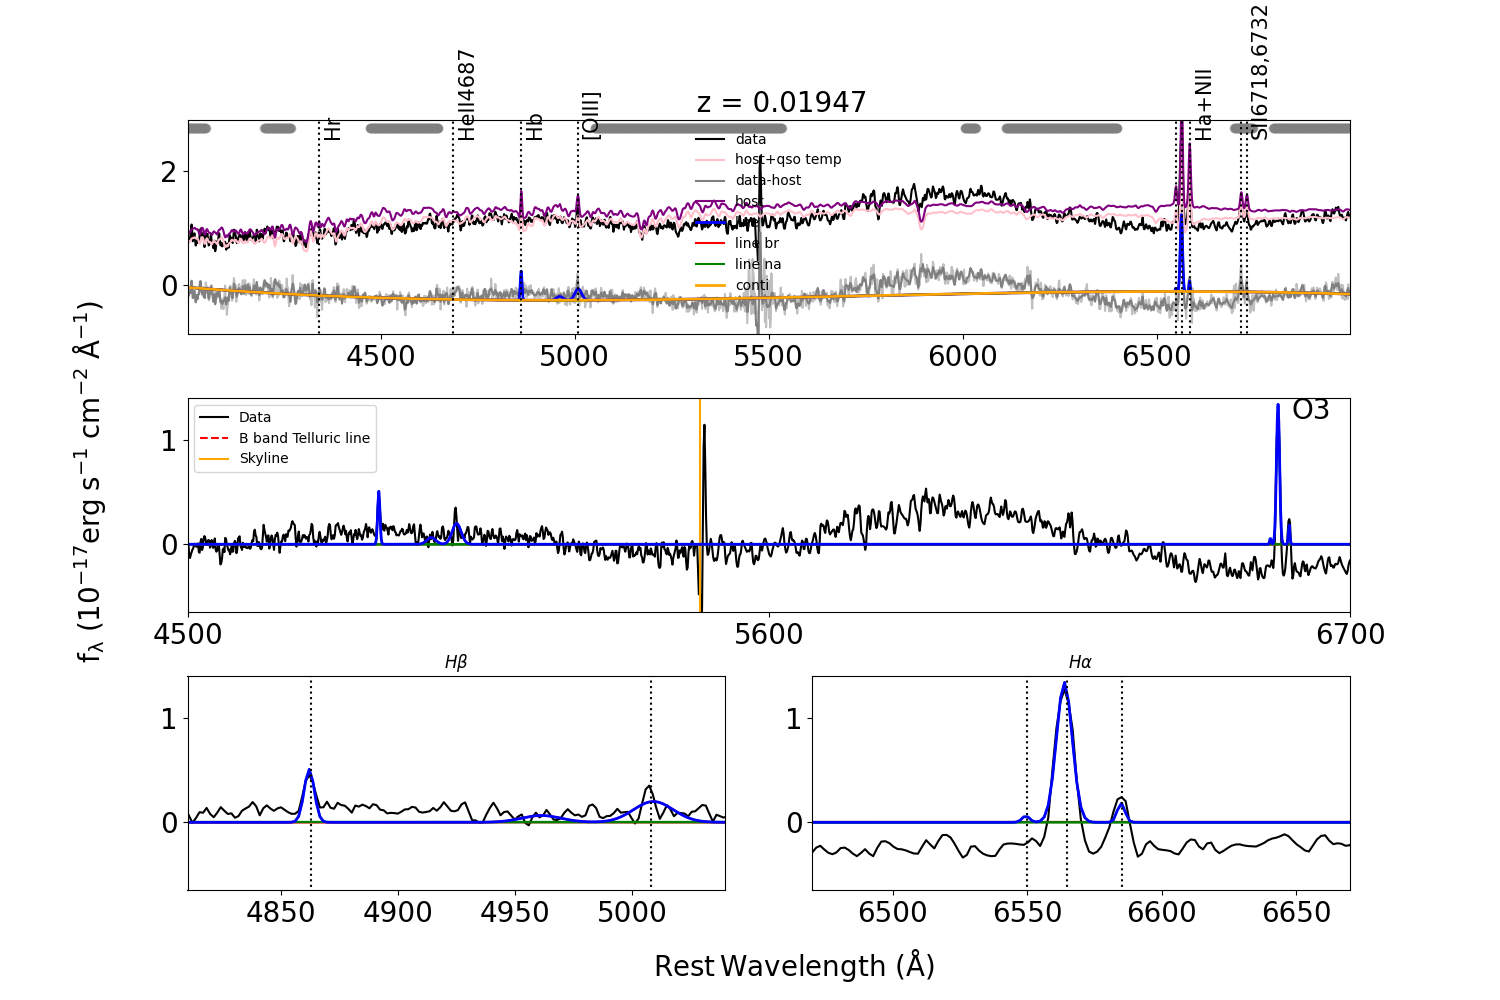 z = 0.01947
Hr
HeII4687
Hb
[OIII]
Ha+NII
SII6718,6732
data
host+qso temp
data-host
host
line br
line na
conti
2
0
4500 5000 5500 6000 6500
fλ (10⁻¹⁷erg s⁻¹ cm⁻² Å⁻¹)
Data
B band Telluric line
Skyline
O3
1
0
4500 5600 6700
Hβ
1
0
4850 4900 4950 5000
Hα
1
0
6500 6550 6600 6650
Rest Wavelength (Å)